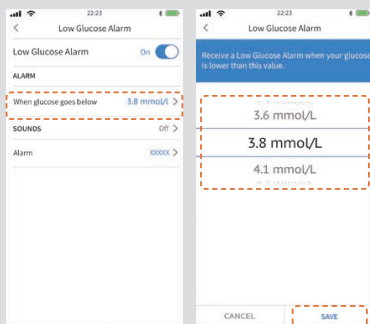 22:23
Low Glucose Alarm
Low Glucose Alarm On
ALARM
When glucose goes below 3.8 mmol/l
SOUNDS Off
Alarm XXXXX
22:23
Low Glucose Alarm
Receive a Low Glucose Alarm when your glucose
is lower than this value.
3.6 mmol/L
3.8 mmol/L
4.1 mmol/L
CANCEL SAVE